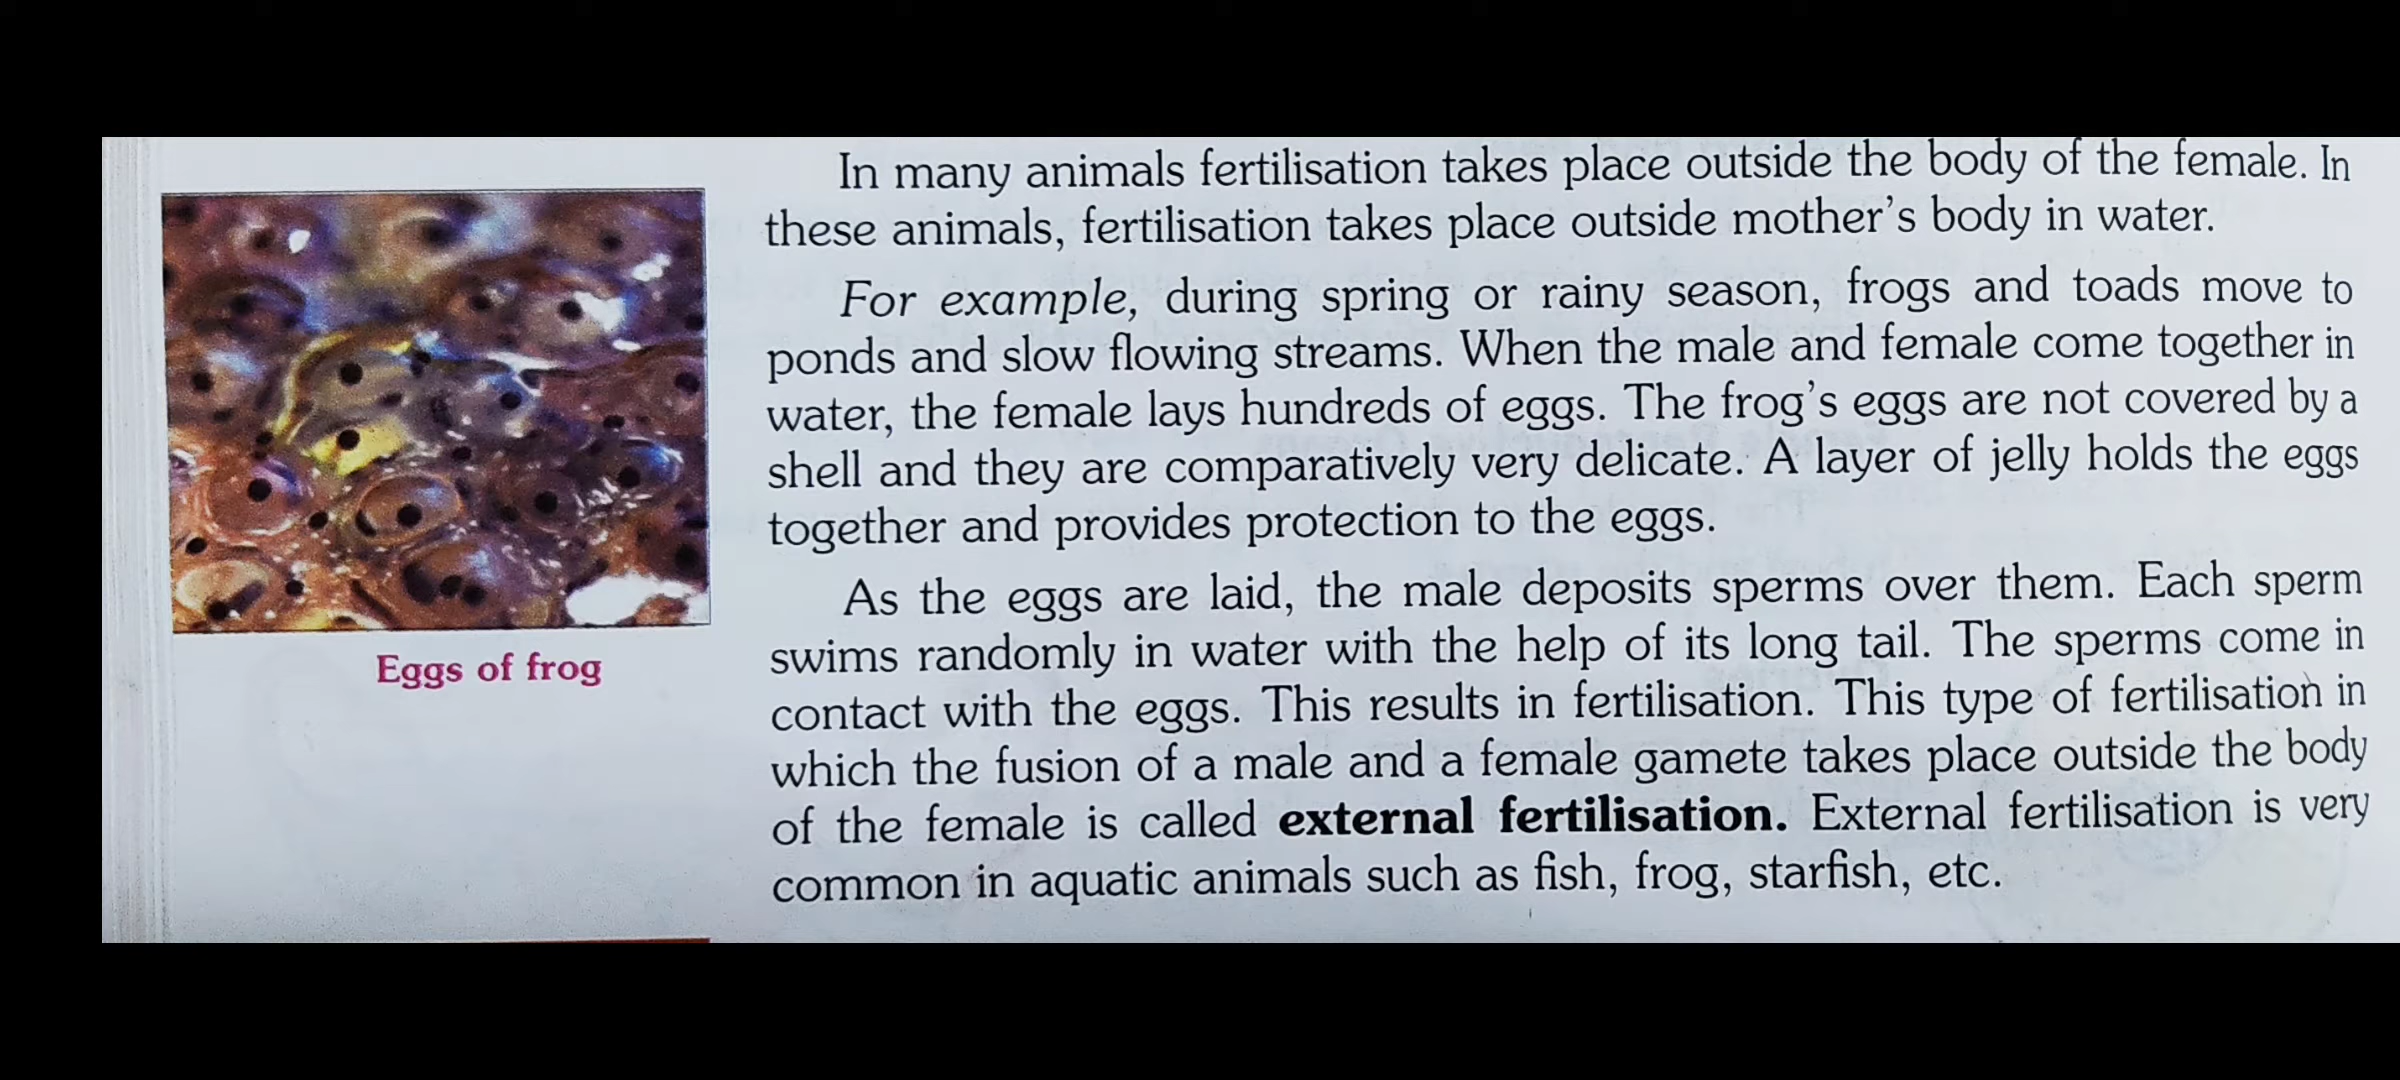 In many animals fertilisation takes place outside the body of the female. In
these animals, fertilisation takes place outside mother's body in water.
For example, during spring or rainy season, frogs and toads move to
ponds and slow flowing streams. When the male and female come together in
water, the female lays hundreds of eggs. The frog's eggs are not covered by a
shell and they are comparatively very delicate. A layer of jelly holds the eggs
together and provides protection to the eggs.
As the eggs are laid, the male deposits sperms over them. Each sperm
swims randomly in water with the help of its long tail. The sperms come in
contact with the eggs. This results in fertilisation. This type of fertilisation in
which the fusion of a male and a female gamete takes place outside the body
of the female is called external fertilisation. External fertilisation is very
common in aquatic animals such as fish, frog, starfish, etc.
Eggs of frog